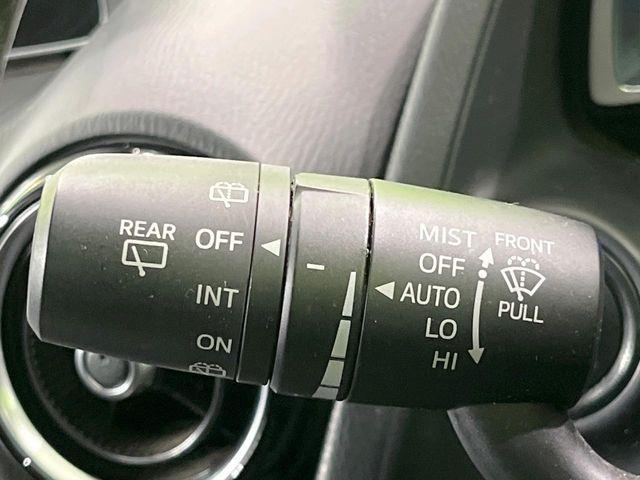 REAR
OFF
INT
ON
MIST
OFF
AUTO
LO
HI
FRONT
PULL